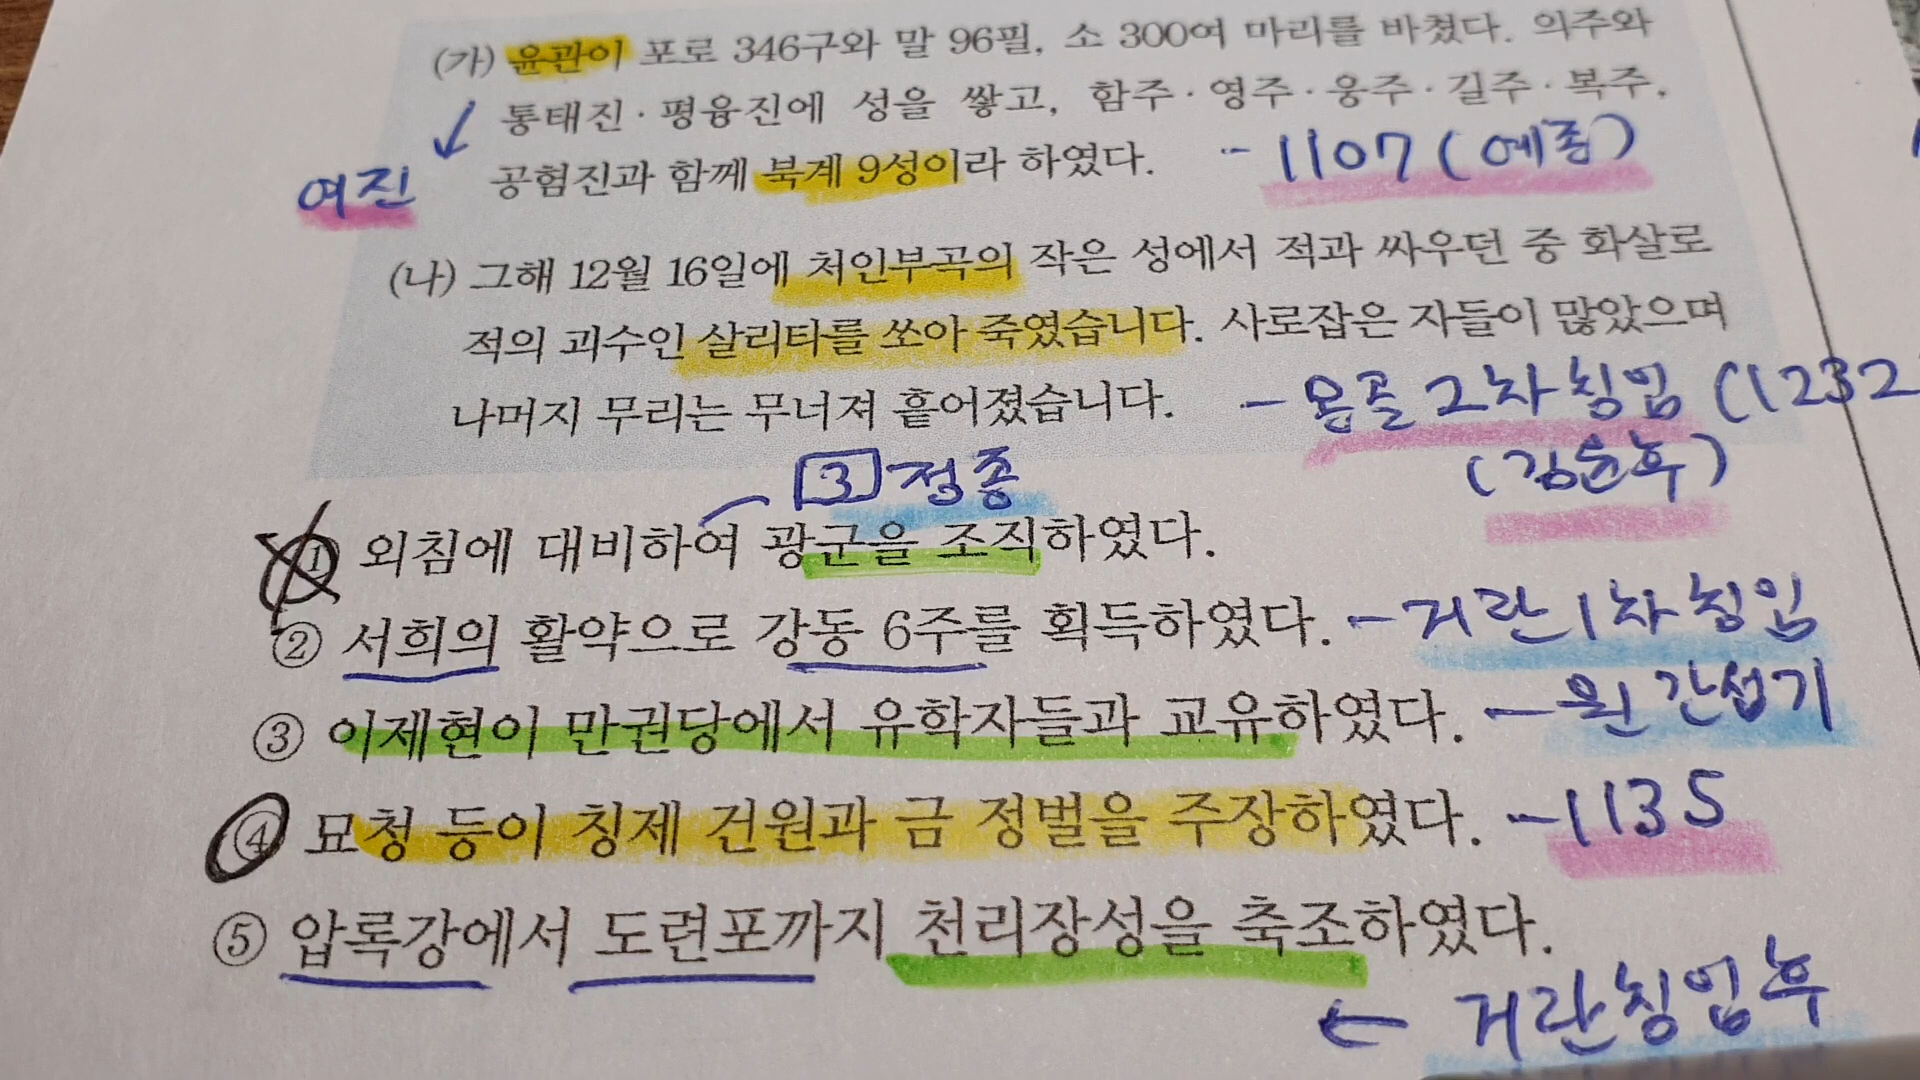 (가) 윤관이 포로 346구와 말 96필, 소 300여 마리를 바쳤다. 의주와
통태진·평융진에 성을 쌓고, 함주·영주·웅주·길주·복주,
공험진과 함께 북계 9성이라 하였다. - 1107 (예종)
여진
(나) 그해 12월 16일에 처인부곡의 작은 성에서 적과 싸우던 중 화살로
적의 괴수인 살리타를 쏘아 죽였습니다. 사로잡은 자들이 많았으며
나머지 무리는 무너져 흩어졌습니다. - 몽골 2차 침입 (1232
(김윤후)
3 정종
① 외침에 대비하여 광군을 조직하였다.
② 서희의 활약으로 강동 6주를 획득하였다. - 거란 1차 침입
③ 이제현이 만권당에서 유학자들과 교유하였다. - 원 간섭기
④ 묘청 등이 칭제 건원과 금 정벌을 주장하였다. - 1135
⑤ 압록강에서 도련포까지 천리장성을 축조하였다.
← 거란침입후